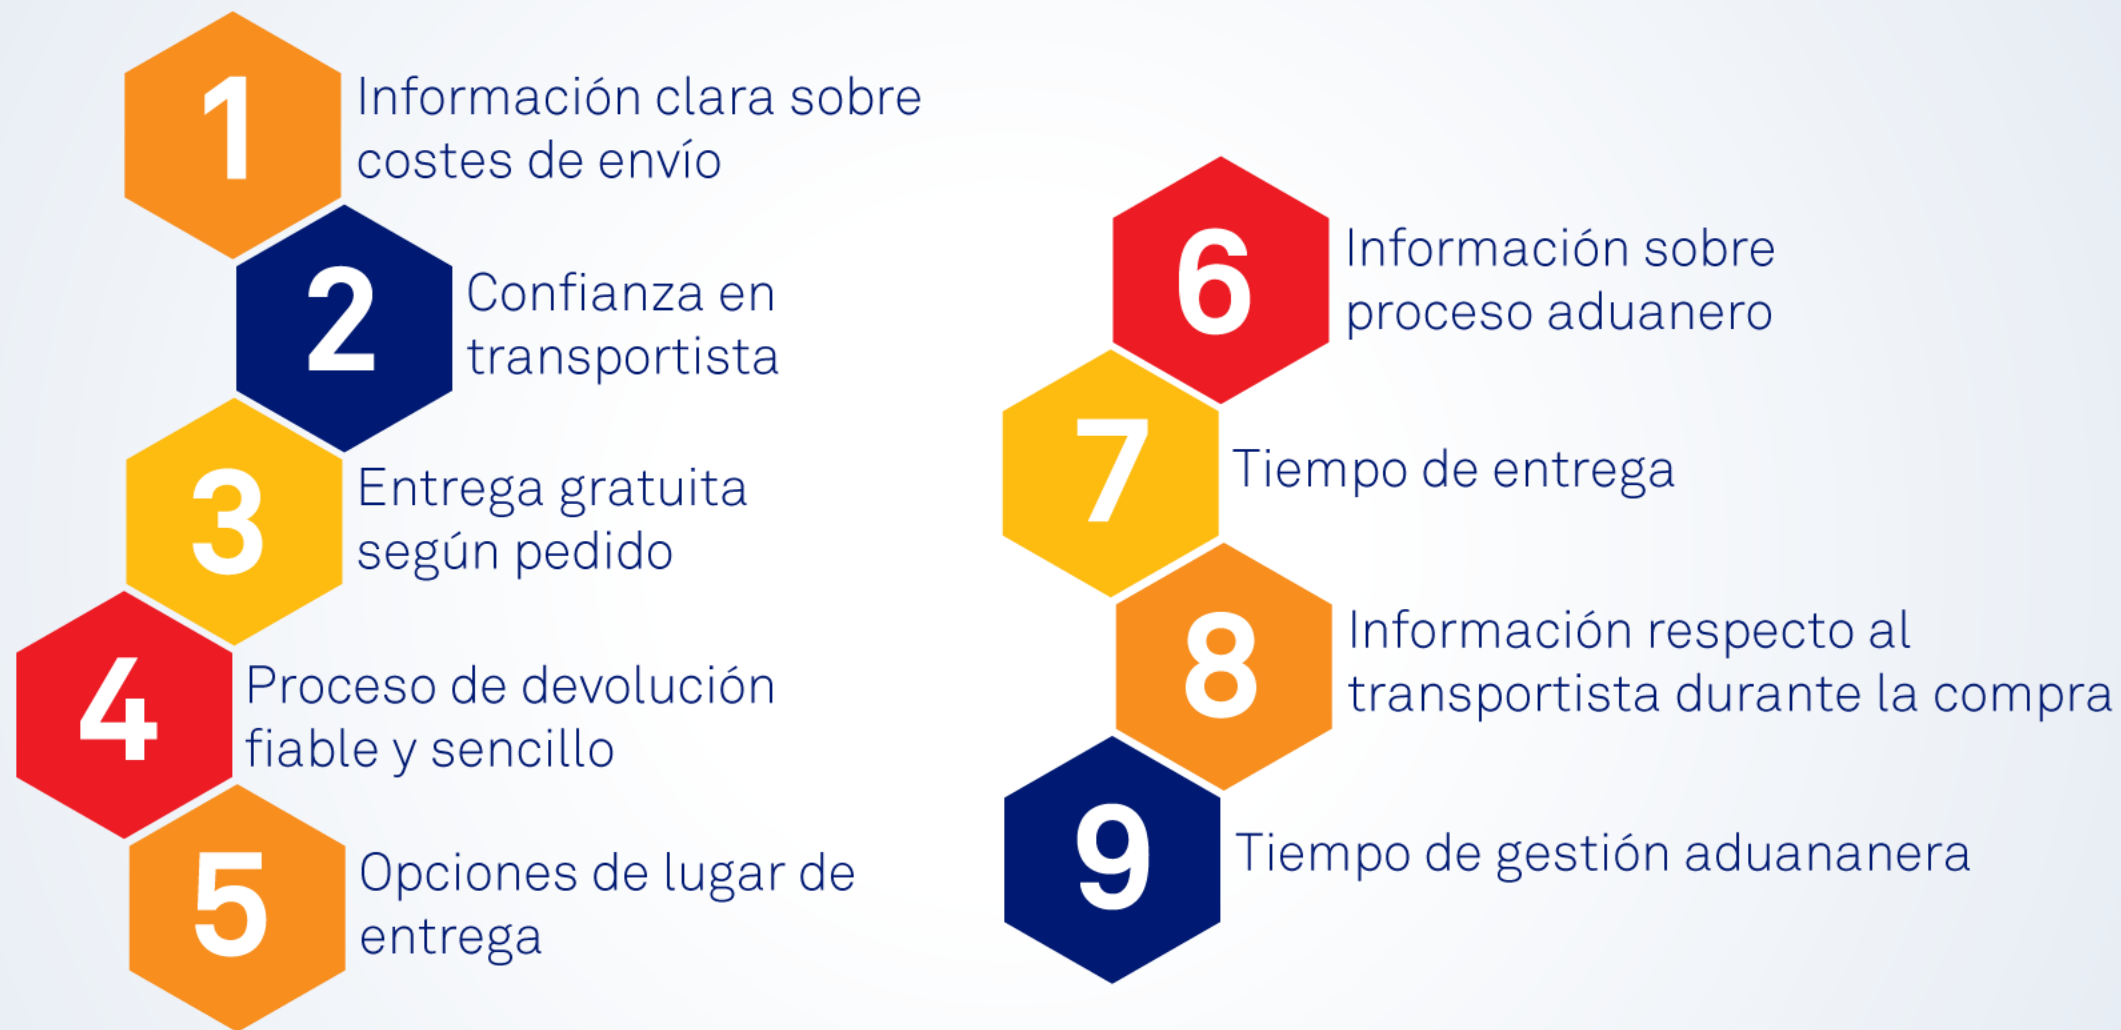 1
Información clara sobre
costes de envío
2
Confianza en
transportista
3
Entrega gratuita
según pedido
4
Proceso de devolución
fiable y sencillo
5
Opciones de lugar de
entrega
6
Información sobre
proceso aduanero
7
Tiempo de entrega
8
Información respecto al
transportista durante la compra
9
Tiempo de gestión aduananera